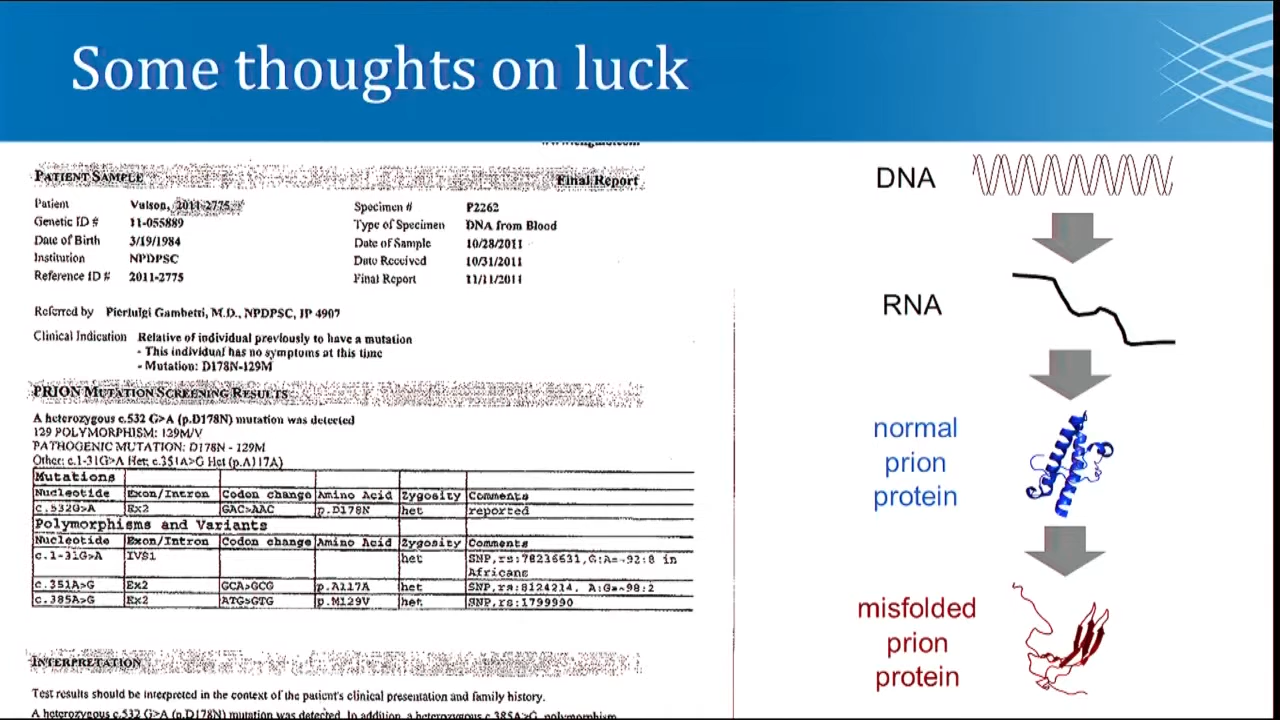 Some thoughts on luck
PATIENT SAMPLE
Final Report
Patient
Genetic ID # 11-055889
Date of Birth 3/19/1984
Institution NPDPSC
Reference ID # 2011-2775
Specimen # P2262
Type of Specimen DNA from Blood
Date of Sample 10/28/2011
Date Received 10/31/2011
Final Report 11/11/2011
Referred by Pierluigi Gambetti, M.D., NPDPSC, IP 4907
Clinical Indication Relative of individual previously to have a mutation
- This individual has no symptoms at this time
- Mutation: D178N-129M
PRION MUTATION SCREENING RESULTS
A heterozygous c.532 G>A (p.D178N) mutation was detected
129 POLYMORPHISM: 129M/V
PATHOGENIC MUTATION: D178N - 129M
Other: c.1-31G>A Het; c.351A>G Het (p.A117A)
Mutations
Nucleotide Exon/Intron Codon change Amino Acid Zygosity Comments
c.532G>A Ex2 GAC>AAC p.D178N het reported
Polymorphisms and Variants
Nucleotide Exon/Intron Codon change Amino Acid Zygosity Comments
c.1-31G>A IVS1 het SNP,rs:78236631,G:A=~92:8 in
Africans
c.351A>G Ex2 GCA>GCG p.A117A het SNP,rs:8124214, A:G=~98:2
c.385A>G Ex2 ATG>GTG p.M129V het SNP,rs:1799990
INTERPRETATION
Test results should be interpreted in the context of the patient's clinical presentation and family history.
A heterozygous c.532 G>A (p.D178N) mutation was detected. In addition, a heterozygous c.385A>G, polymorphism
DNA
RNA
normal
prion
protein
misfolded
prion
protein